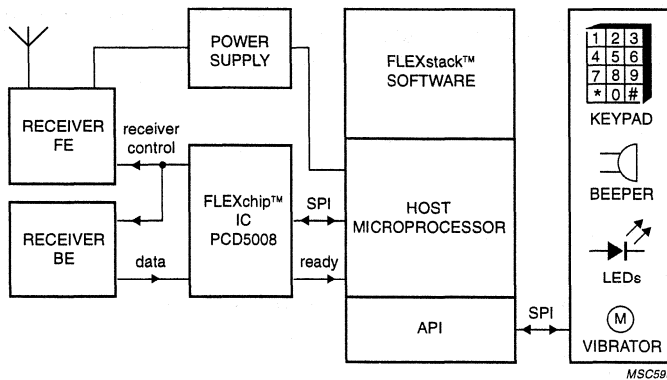 POWER
SUPPLY
FLEXstack™
SOFTWARE
1 2 3
4 5 6
7 8 9
* 0 #
KEYPAD
RECEIVER
FE
receiver
control
FLEXchip™
IC
PCD5008
SPI
HOST
MICROPROCESSOR
BEEPER
RECEIVER
BE
data
ready
LEDs
API
SPI
M
VIBRATOR
MSC59